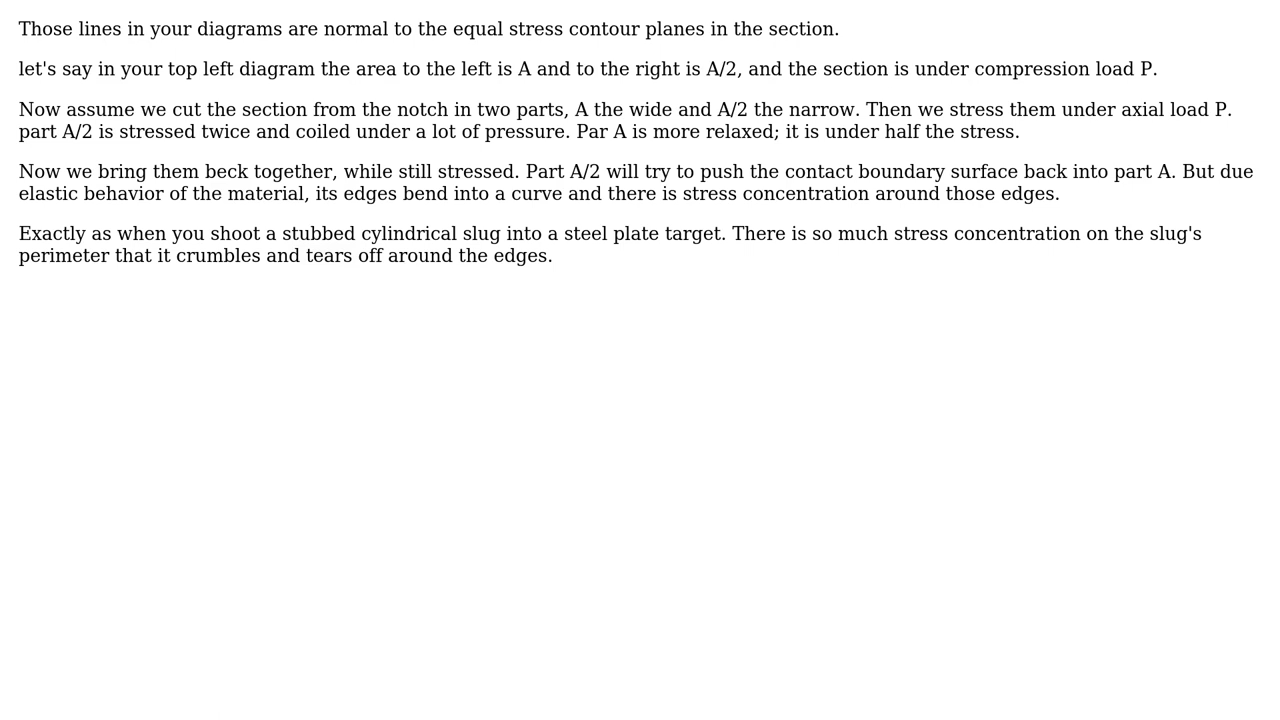 Those lines in your diagrams are normal to the equal stress contour planes in the section.
let's say in your top left diagram the area to the left is A and to the right is A/2, and the section is under compression load P.
Now assume we cut the section from the notch in two parts, A the wide and A/2 the narrow. Then we stress them under axial load P.
part A/2 is stressed twice and coiled under a lot of pressure. Par A is more relaxed; it is under half the stress.
Now we bring them beck together, while still stressed. Part A/2 will try to push the contact boundary surface back into part A. But due
elastic behavior of the material, its edges bend into a curve and there is stress concentration around those edges.
Exactly as when you shoot a stubbed cylindrical slug into a steel plate target. There is so much stress concentration on the slug's
perimeter that it crumbles and tears off around the edges.